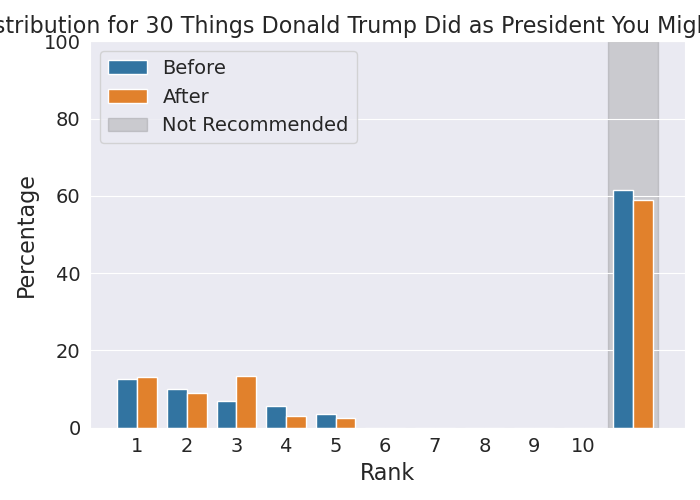 stribution for 30 Things Donald Trump Did as President You Migh
100
80
60
40
20
0
Percentage
Before
After
Not Recommended
1 2 3 4 5 6 7 8 9 10
Rank